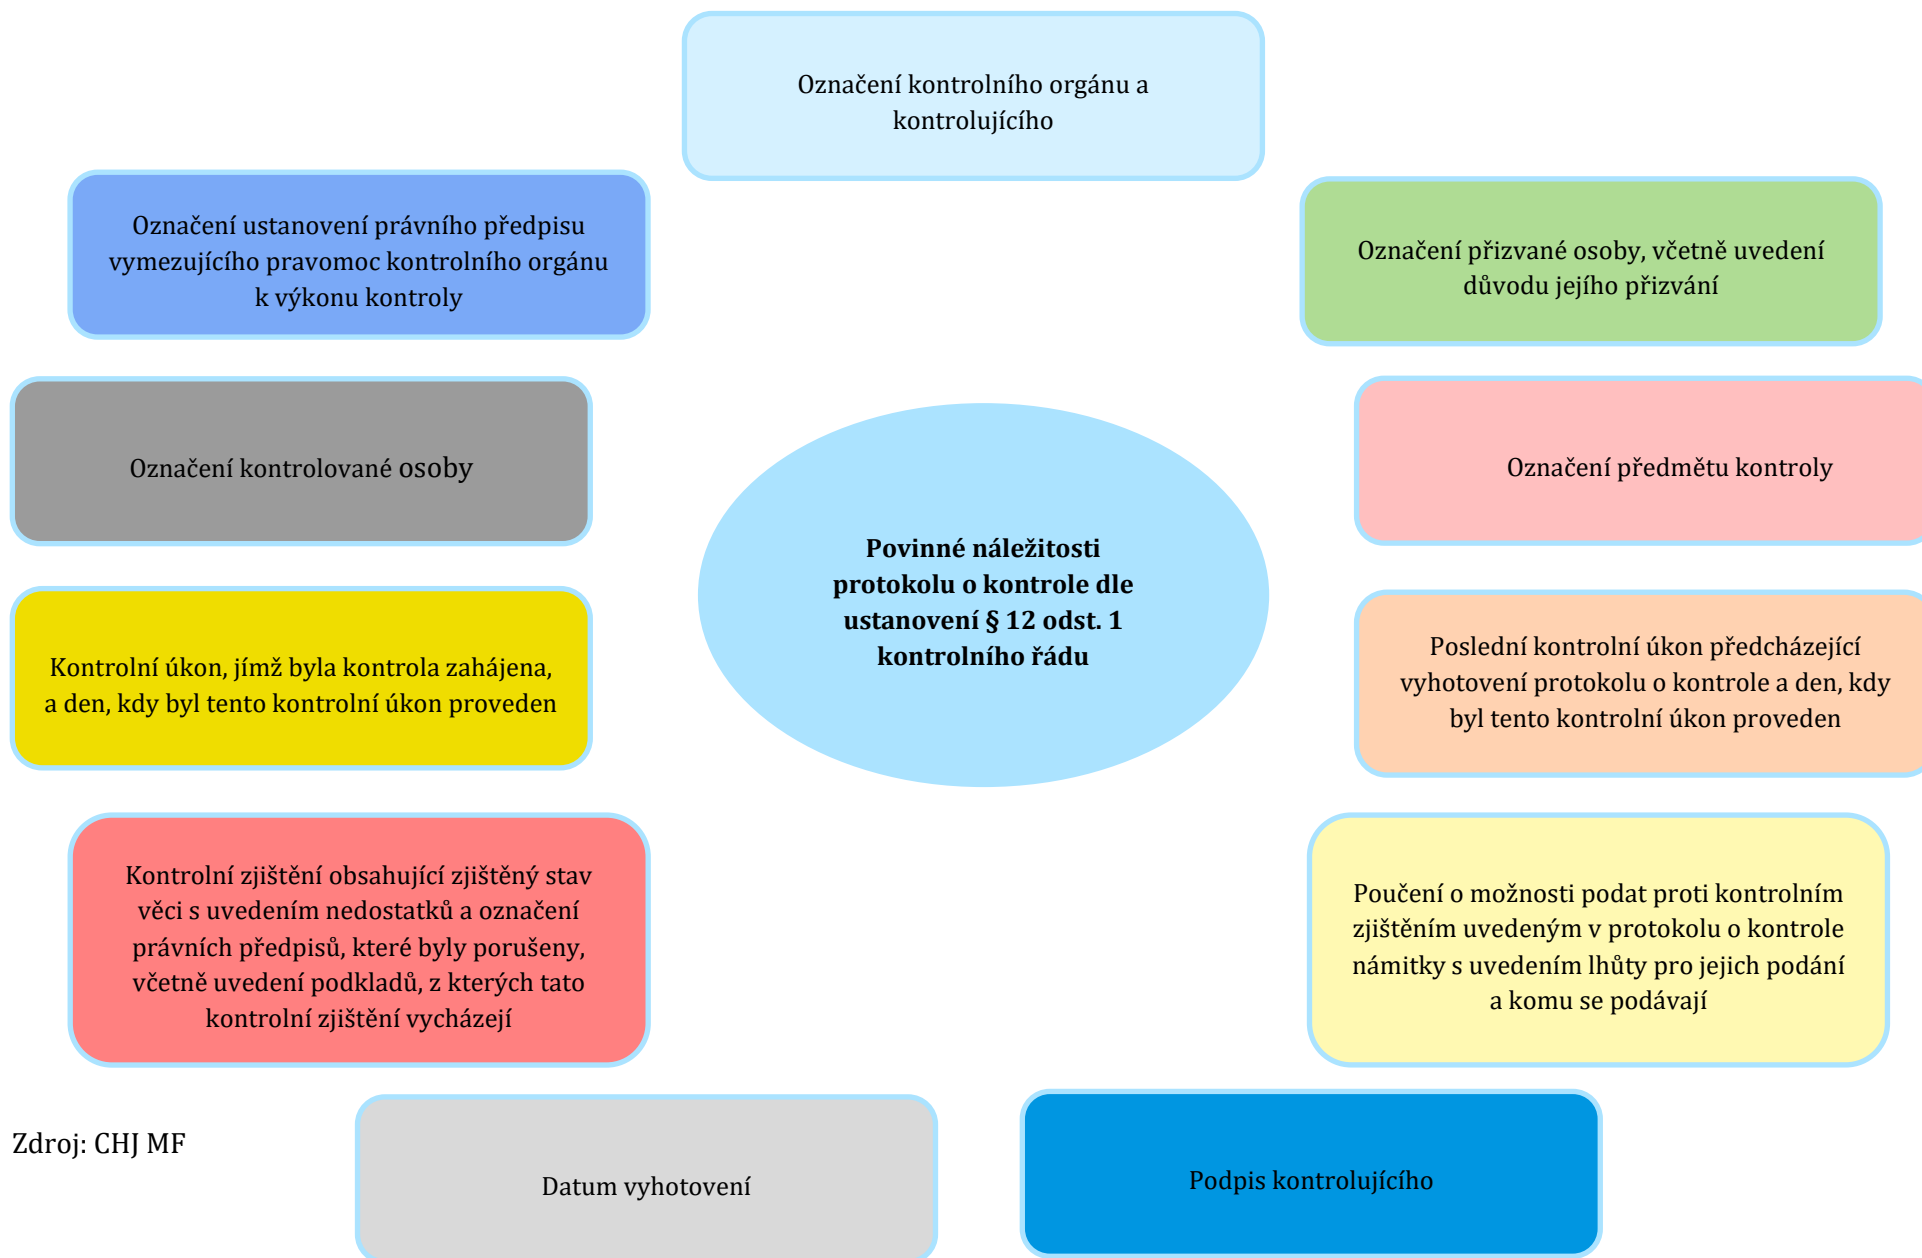 Označení kontrolního orgánu a
kontrolujícího
Označení ustanovení právního předpisu
vymezujícího pravomoc kontrolního orgánu
k výkonu kontroly
Označení přizvané osoby, včetně uvedení
důvodu jejího přizvání
Označení kontrolované osoby
Označení předmětu kontroly
Povinné náležitosti
protokolu o kontrole dle
ustanovení § 12 odst. 1
kontrolního řádu
Kontrolní úkon, jímž byla kontrola zahájena,
a den, kdy byl tento kontrolní úkon proveden
Poslední kontrolní úkon předcházející
vyhotovení protokolu o kontrole a den, kdy
byl tento kontrolní úkon proveden
Kontrolní zjištění obsahující zjištěný stav
věci s uvedením nedostatků a označení
právních předpisů, které byly porušeny,
včetně uvedení podkladů, z kterých tato
kontrolní zjištění vycházejí
Poučení o možnosti podat proti kontrolním
zjištěním uvedeným v protokolu o kontrole
námitky s uvedením lhůty pro jejich podání
a komu se podávají
Zdroj: CHJ MF
Datum vyhotovení
Podpis kontrolujícího